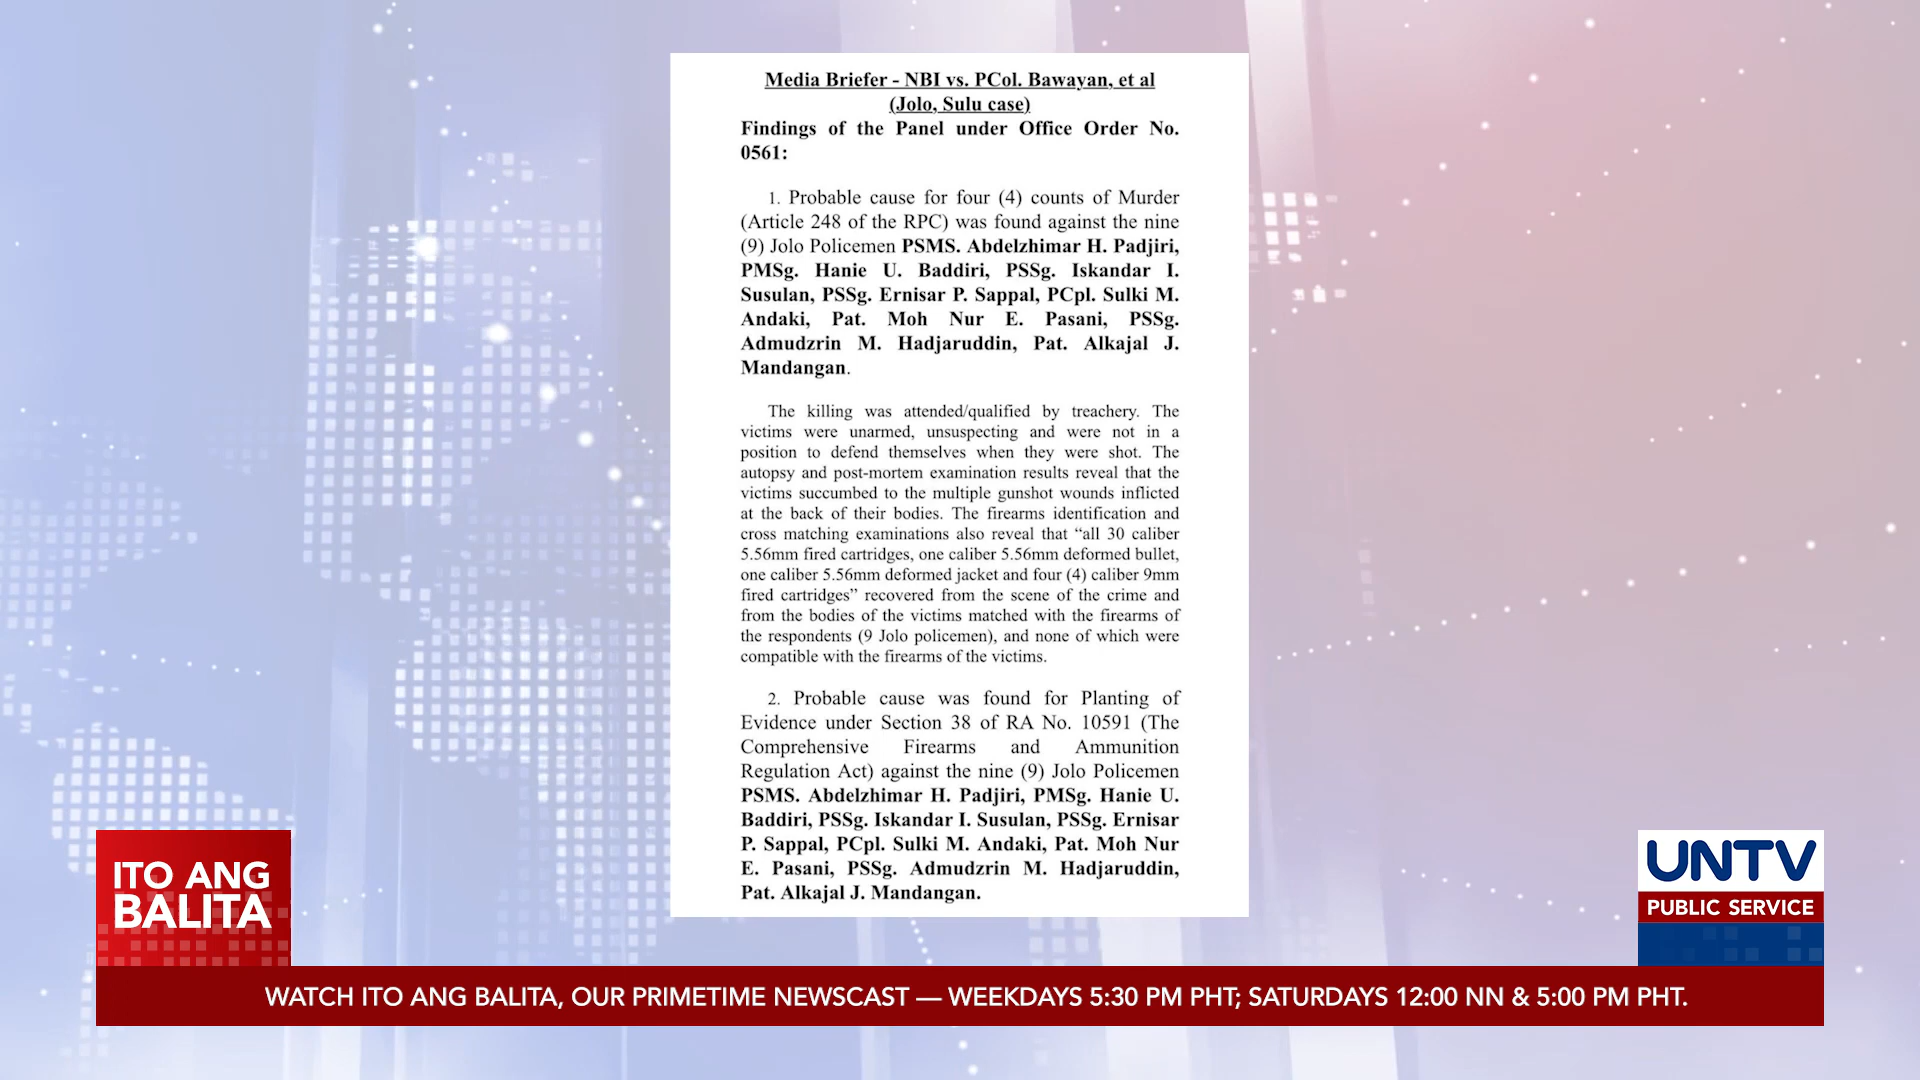 Media Briefer - NBI vs. PCol. Bawayan, et al
(Jolo, Sulu case)
Findings of the Panel under Office Order No.
0561:
1. Probable cause for four (4) counts of Murder
(Article 248 of the RPC) was found against the nine
(9) Jolo Policemen PSMS. Abdelzhimar H. Padjiri,
PMSg. Hanie U. Baddiri, PSSg. Iskandar I.
Susulan, PSSg. Ernisar P. Sappal, PCpl. Sulki M.
Andaki, Pat. Moh Nur E. Pasani, PSSg.
Admudzrin M. Hadjaruddin, Pat. Alkajal J.
Mandangan.
The killing was attended/qualified by treachery. The
victims were unarmed, unsuspecting and were not in a
position to defend themselves when they were shot. The
autopsy and post-mortem examination results reveal that the
victims succumbed to the multiple gunshot wounds inflicted
at the back of their bodies. The firearms identification and
cross matching examinations also reveal that “all 30 caliber
5.56mm fired cartridges, one caliber 5.56mm deformed bullet,
one caliber 5.56mm deformed jacket and four (4) caliber 9mm
fired cartridges” recovered from the scene of the crime and
from the bodies of the victims matched with the firearms of
the respondents (9 Jolo policemen), and none of which were
compatible with the firearms of the victims.
2. Probable cause was found for Planting of
Evidence under Section 38 of RA No. 10591 (The
Comprehensive Firearms and Ammunition
Regulation Act) against the nine (9) Jolo Policemen
PSMS. Abdelzhimar H. Padjiri, PMSg. Hanie U.
Baddiri, PSSg. Iskandar I. Susulan, PSSg. Ernisar
P. Sappal, PCpl. Sulki M. Andaki, Pat. Moh Nur
E. Pasani, PSSg. Admudzrin M. Hadjaruddin,
Pat. Alkajal J. Mandangan.
ITO ANG
BALITA
UNTV
PUBLIC SERVICE
WATCH ITO ANG BALITA, OUR PRIMETIME NEWSCAST — WEEKDAYS 5:30 PM PHT; SATURDAYS 12:00 NN & 5:00 PM PHT.